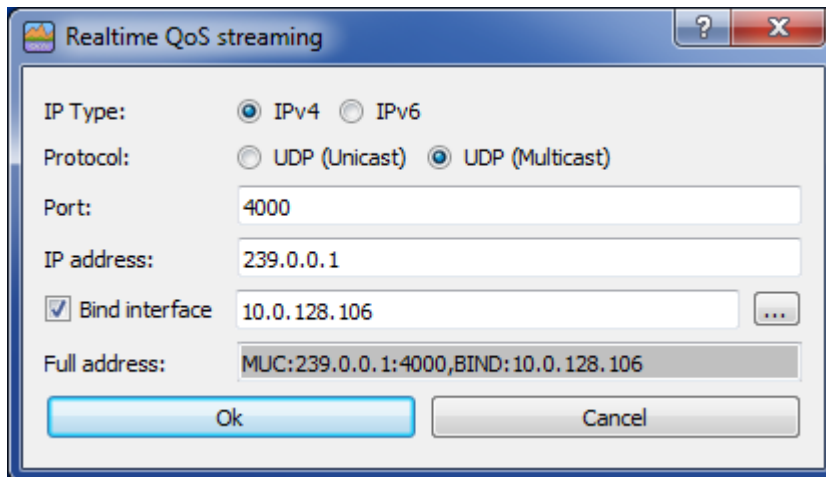 Realtime QoS streaming
IP Type: IPv4 IPv6
Protocol: UDP (Unicast) UDP (Multicast)
Port: 4000
IP address: 239.0.0.1
Bind interface 10.0.128.106 ...
Full address: MUC:239.0.0.1:4000,BIND:10.0.128.106
Ok Cancel